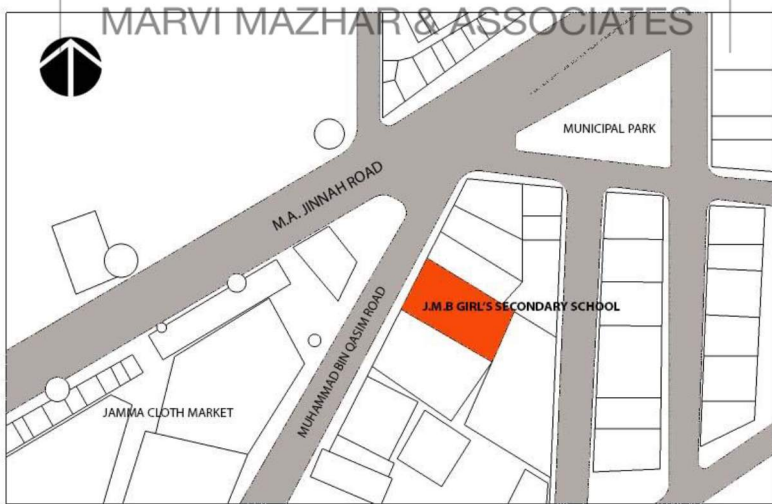 MARVI MAZHAR & ASSOCIATES
MUNICIPAL PARK
M.A. JINNAH ROAD
J.M.B GIRL'S SECONDARY SCHOOL
MUHAMMAD BIN QASIM ROAD
JAMMA CLOTH MARKET